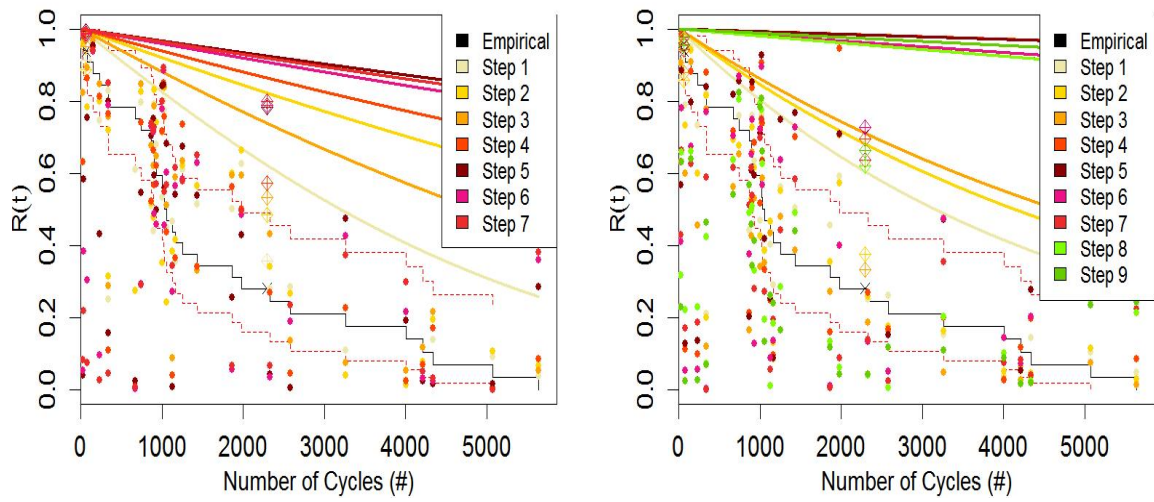 R(t)
1.0
0.8
0.6
0.4
0.2
0.0
0 1000 2000 3000 4000 5000
Number of Cycles (#)
Empirical
Step 1
Step 2
Step 3
Step 4
Step 5
Step 6
Step 7
R(t)
1.0
0.8
0.6
0.4
0.2
0.0
0 1000 2000 3000 4000 5000
Number of Cycles (#)
Empirical
Step 1
Step 2
Step 3
Step 4
Step 5
Step 6
Step 7
Step 8
Step 9